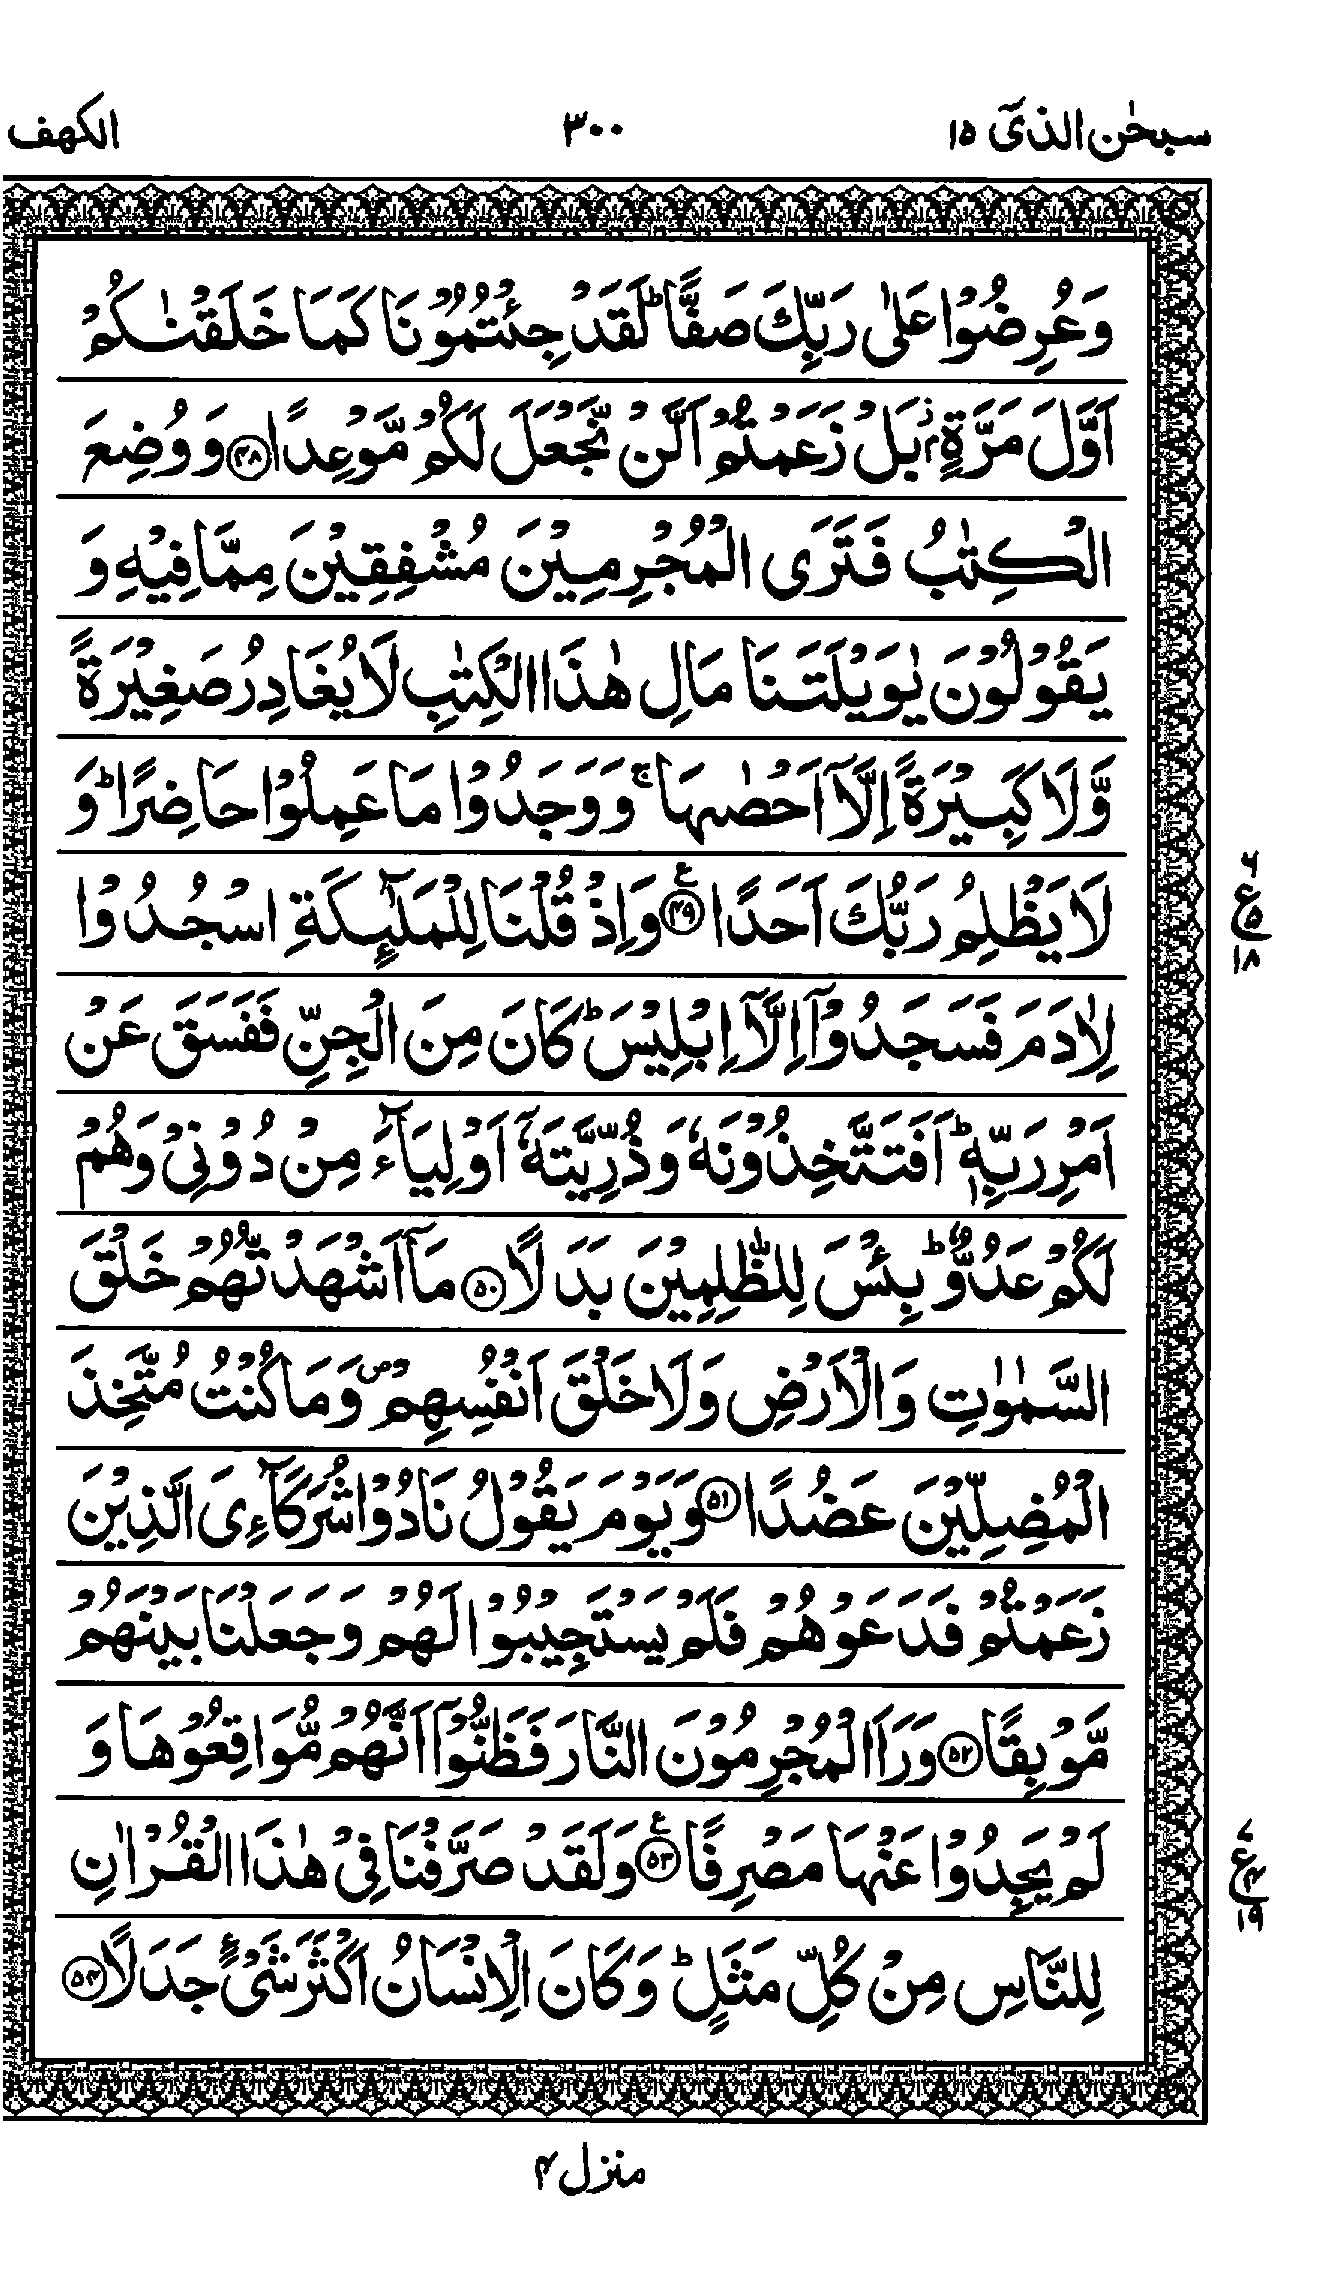 سبحٰن الذیٓ ۱۵ ۳۰۰ الكهف
وَعُرِضُوْا عَلٰى رَبِّكَ صَفًّا ؕ لَقَدْ جِئْتُمُوْنَا كَمَا خَلَقْنٰكُمْ
اَوَّلَ مَرَّةٍۭ ؗ بَلْ زَعَمْتُمْ اَلَّنْ نَّجْعَلَ لَكُمْ مَّوْعِدًا ﴿۴۸﴾ وَ وُضِعَ
الْكِتٰبُ فَتَرَى الْمُجْرِمِيْنَ مُشْفِقِيْنَ مِمَّا فِيْهِ وَ
يَقُوْلُوْنَ يٰوَيْلَتَنَا مَالِ هٰذَا الْكِتٰبِ لَا يُغَادِرُ صَغِيْرَةً
وَّلَا كَبِيْرَةً اِلَّاۤ اَحْصٰىهَا ۚ وَوَجَدُوْا مَا عَمِلُوْا حَاضِرًا ؕ وَ
لَا يَظْلِمُ رَبُّكَ اَحَدًا ﴿۴۹﴾ ع وَاِذْ قُلْنَا لِلْمَلٰٓئِكَةِ اسْجُدُوْا
ع ۶ ۵ ۱۸
لِاٰدَمَ فَسَجَدُوْۤا اِلَّاۤ اِبْلِيْسَ ؕ كَانَ مِنَ الْجِنِّ فَفَسَقَ عَنْ
اَمْرِ رَبِّهٖ ؕ اَفَتَتَّخِذُوْنَهٗ وَذُرِّيَّتَهٗۤ اَوْلِيَآءَ مِنْ دُوْنِيْ وَهُمْ
لَكُمْ عَدُوٌّ ؕ بِئْسَ لِلظّٰلِمِيْنَ بَدَلًا ﴿۵۰﴾ مَاۤ اَشْهَدْتُّهُمْ خَلْقَ
السَّمٰوٰتِ وَالْاَرْضِ وَلَا خَلْقَ اَنْفُسِهِمْ ۪ وَمَا كُنْتُ مُتَّخِذَ
الْمُضِلِّيْنَ عَضُدًا ﴿۵۱﴾ وَيَوْمَ يَقُوْلُ نَادُوْا شُرَكَآءِیَ الَّذِيْنَ
زَعَمْتُمْ فَدَعَوْهُمْ فَلَمْ يَسْتَجِيْبُوْا لَهُمْ وَجَعَلْنَا بَيْنَهُمْ
مَّوْبِقًا ﴿۵۲﴾ وَرَاَ الْمُجْرِمُوْنَ النَّارَ فَظَنُّوْۤا اَنَّهُمْ مُّوَاقِعُوْهَا وَ
لَمْ يَجِدُوْا عَنْهَا مَصْرِفًا ﴿۵۳﴾ ع وَلَقَدْ صَرَّفْنَا فِيْ هٰذَا الْقُرْاٰنِ
ع ۷ ۴ ۱۹
لِلنَّاسِ مِنْ كُلِّ مَثَلٍ ؕ وَكَانَ الْاِنْسَانُ اَكْثَرَ شَیْءٍ جَدَلًا ﴿۵۴﴾
منزل ۴